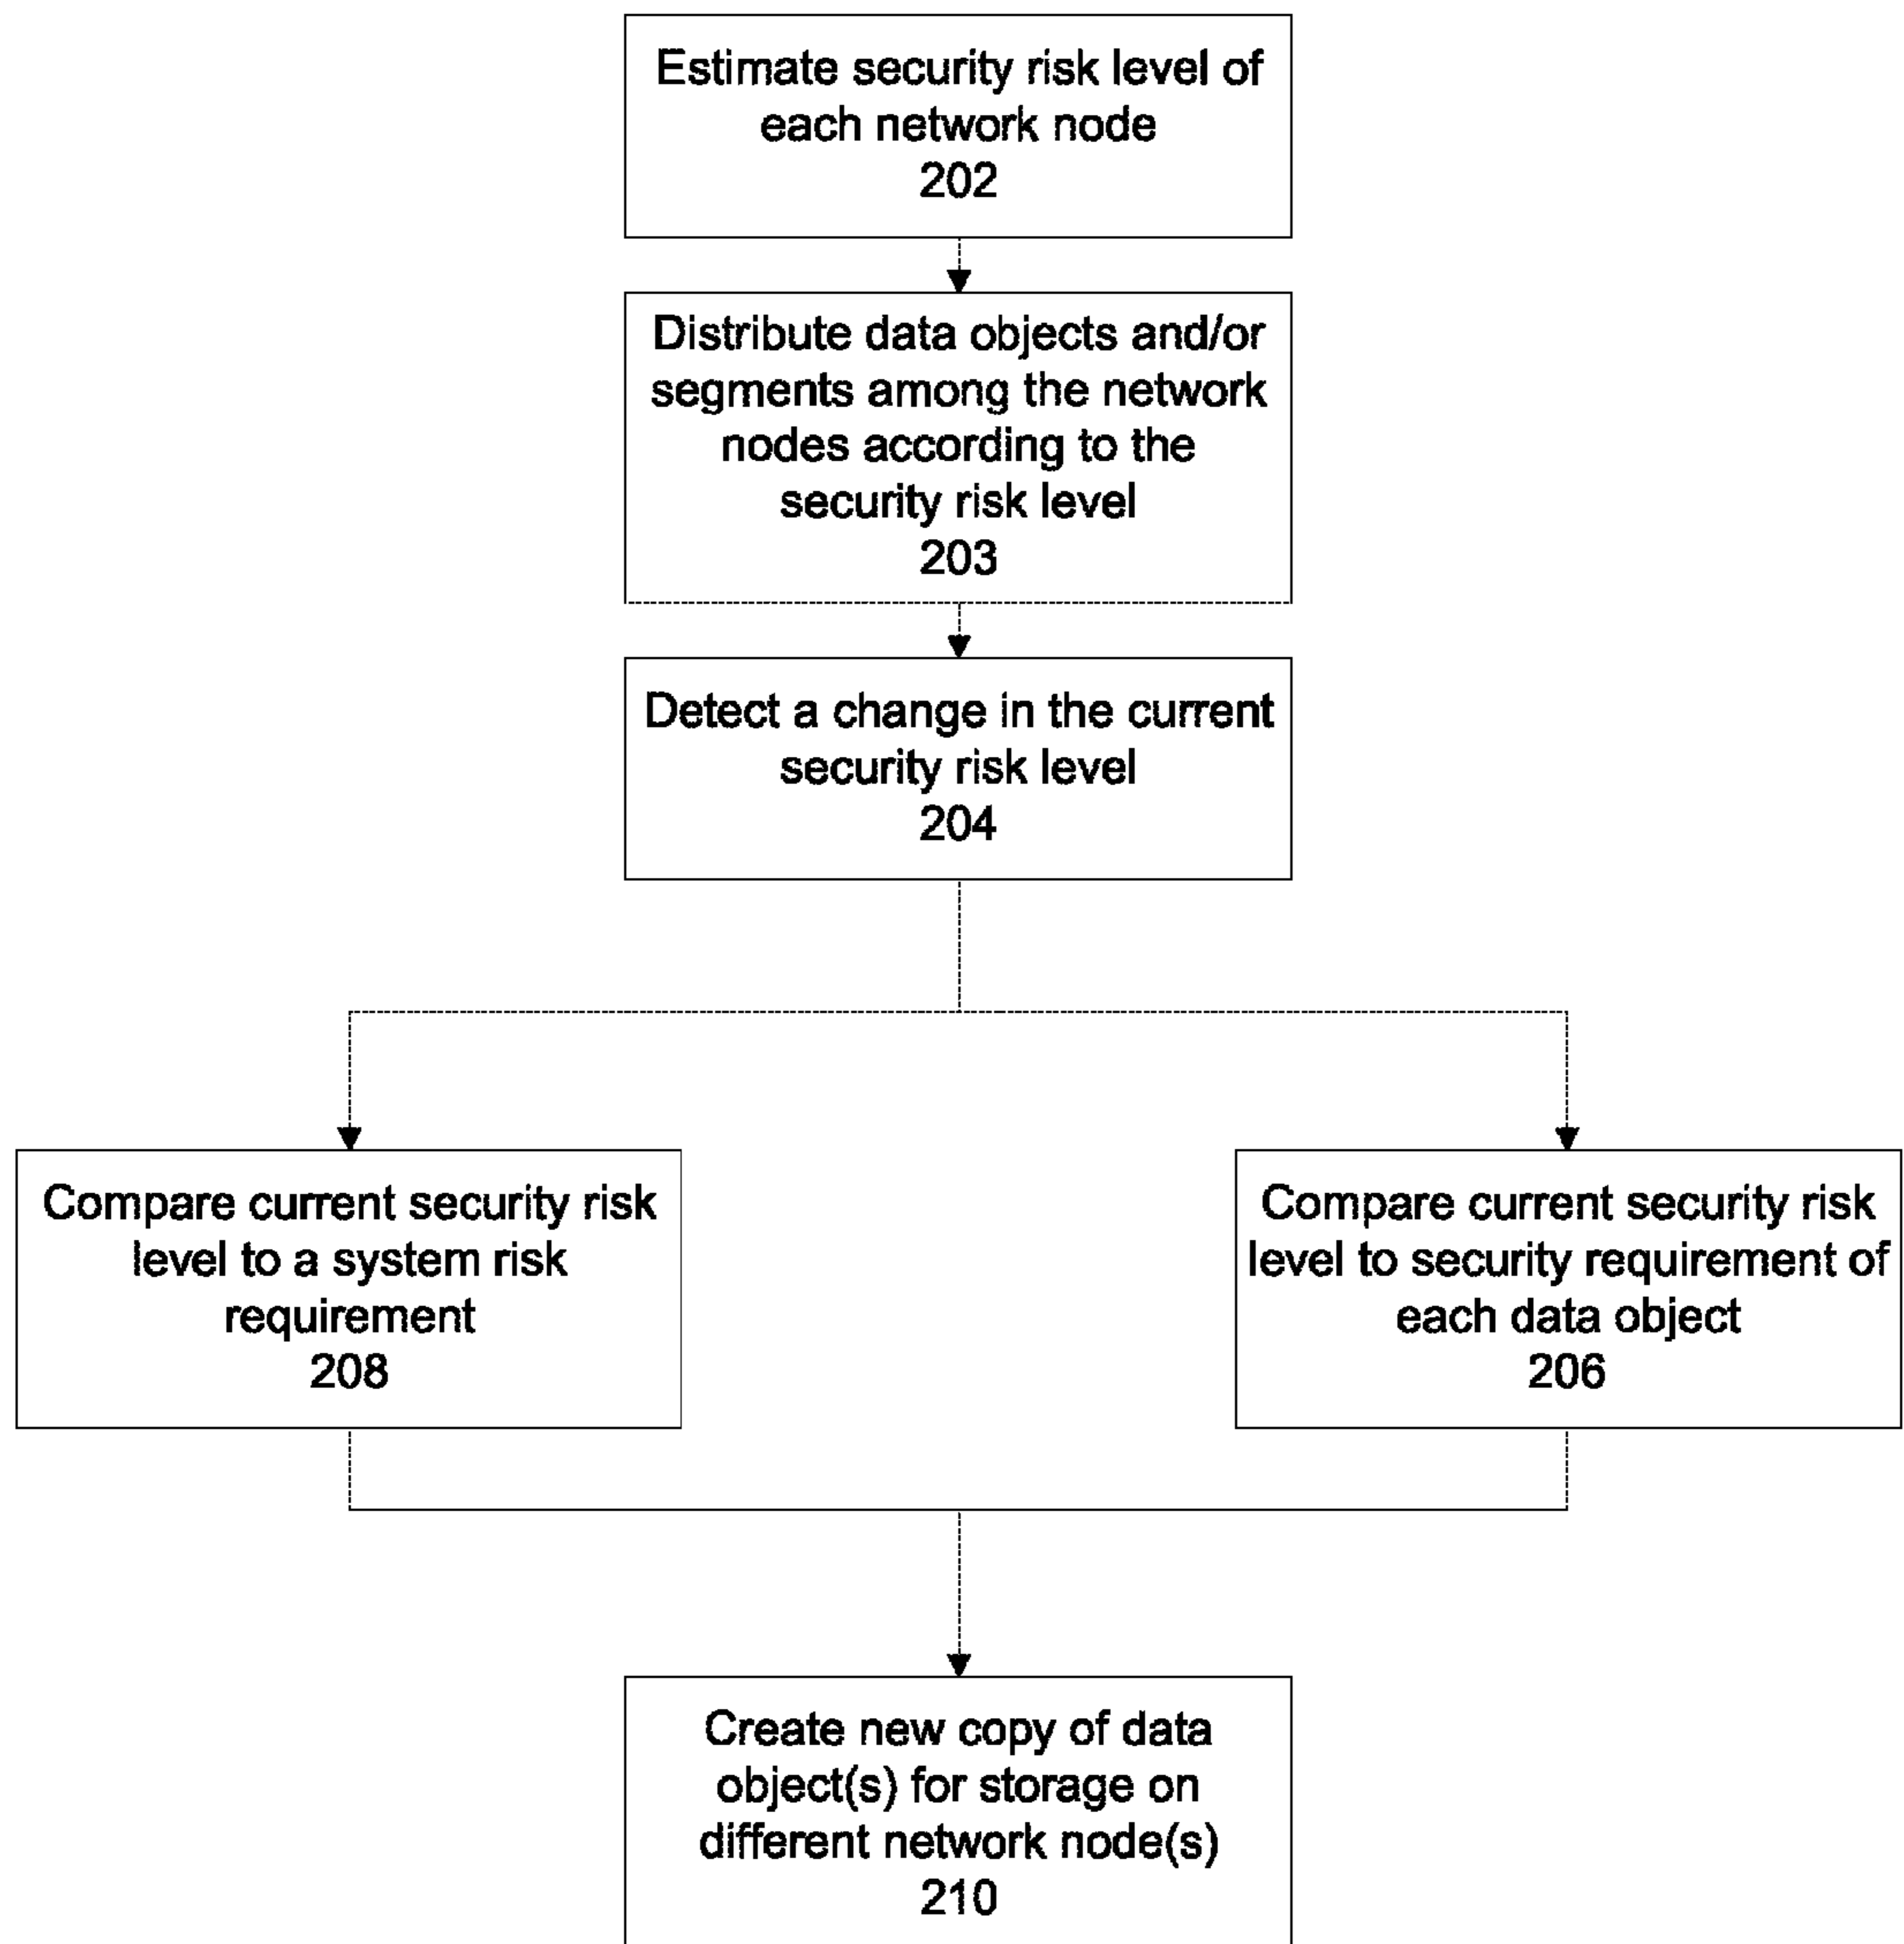 Estimate security risk level of
each network node
202
Distribute data objects and/or
segments among the network
nodes according to the
security risk level
203
Detect a change in the current
security risk level
204
Compare current security risk
level to a system risk
requirement
208
Compare current security risk
level to security requirement of
each data object
206
Create new copy of data
object(s) for storage on
different network node(s)
210